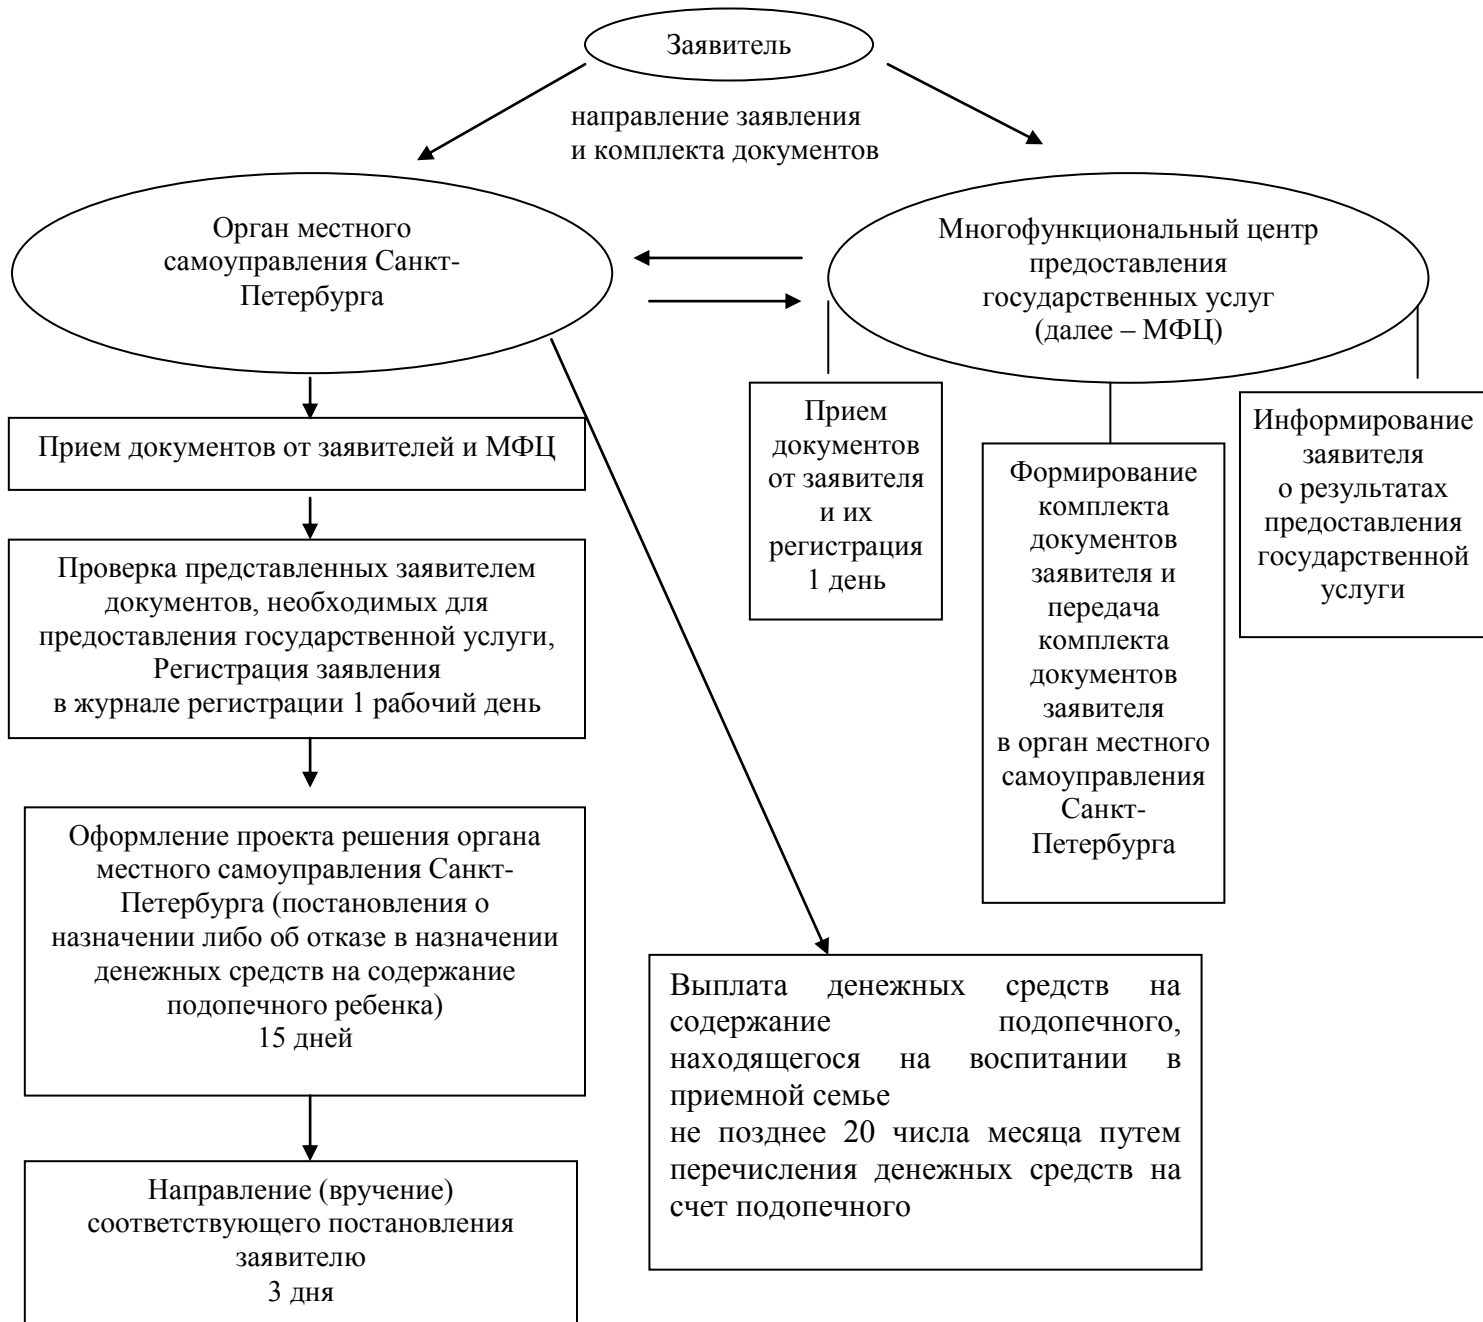 Заявитель
направление заявления
и комплекта документов
Орган местного
самоуправления Санкт-
Петербурга
Многофункциональный центр
предоставления
государственных услуг
(далее – МФЦ)
Прием документов от заявителей и МФЦ
Проверка представленных заявителем
документов, необходимых для
предоставления государственной услуги,
Регистрация заявления
в журнале регистрации 1 рабочий день
Оформление проекта решения органа
местного самоуправления Санкт-
Петербурга (постановления о
назначении либо об отказе в назначении
денежных средств на содержание
подопечного ребенка)
15 дней
Направление (вручение)
соответствующего постановления
заявителю
3 дня
Прием
документов
от заявителя
и их
регистрация
1 день
Формирование
комплекта
документов
заявителя и
передача
комплекта
документов
заявителя
в орган местного
самоуправления
Санкт-
Петербурга
Информирование
заявителя
о результатах
предоставления
государственной
услуги
Выплата денежных средств на
содержание подопечного,
находящегося на воспитании в
приемной семье
не позднее 20 числа месяца путем
перечисления денежных средств на
счет подопечного